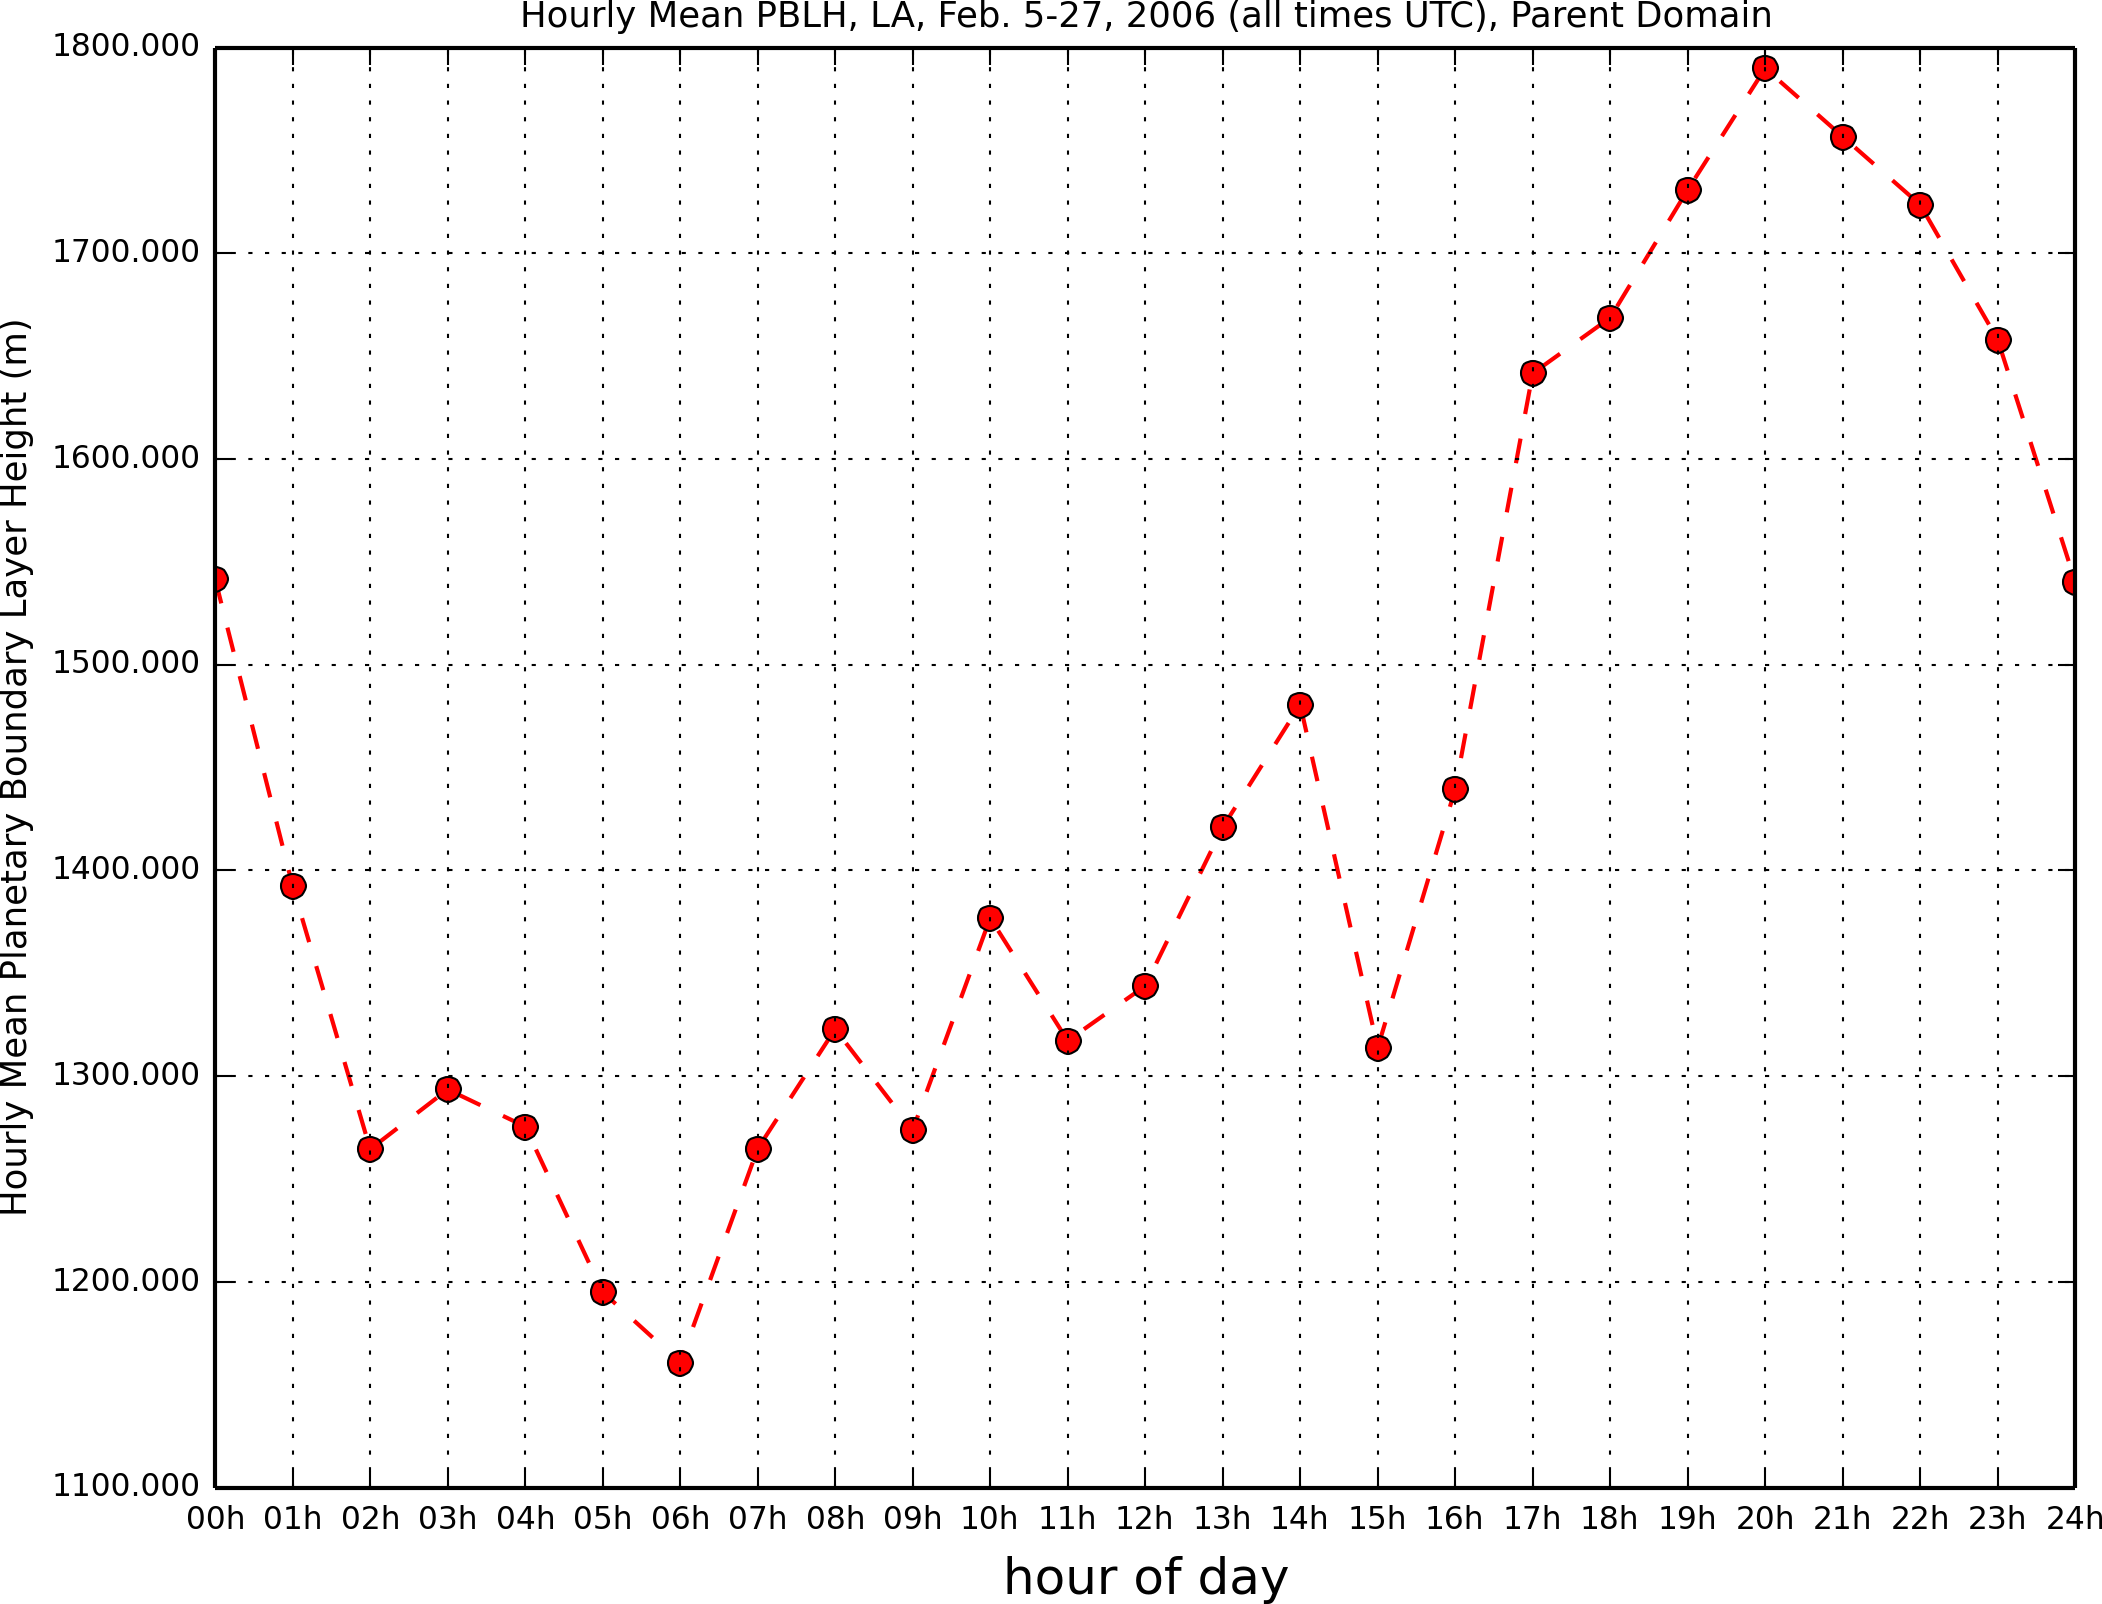 Hourly Mean PBLH, LA, Feb. 5-27, 2006 (all times UTC), Parent Domain
Hourly Mean Planetary Boundary Layer Height (m)
1800.000
1700.000
1600.000
1500.000
1400.000
1300.000
1200.000
1100.000
00h 01h 02h 03h 04h 05h 06h 07h 08h 09h 10h 11h 12h 13h 14h 15h 16h 17h 18h 19h 20h 21h 22h 23h 24h
hour of day